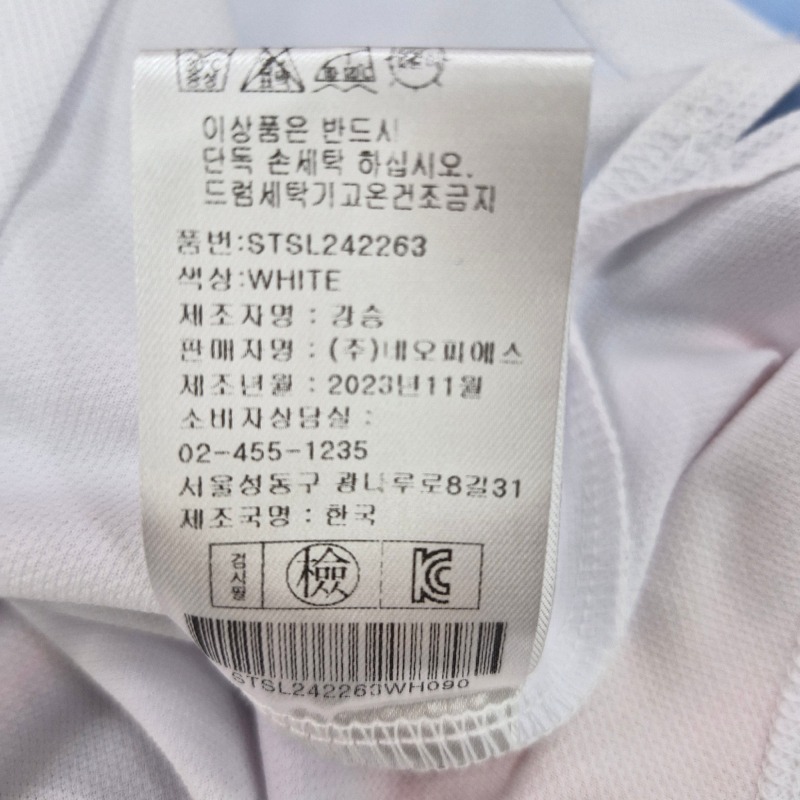 이상품은 반드시
단독 손세탁 하십시오.
드럼세탁기고온건조금지
품번:STSL242263
색상:WHITE
제조자명 : 강승
판매자명 : (주)네오피에스
제조년월 : 2023년11월
소비자상담실 :
02-455-1235
서울성동구 광나루로8길31
제조국명 : 한국
검사필 檢 KC
STSL242263WH090